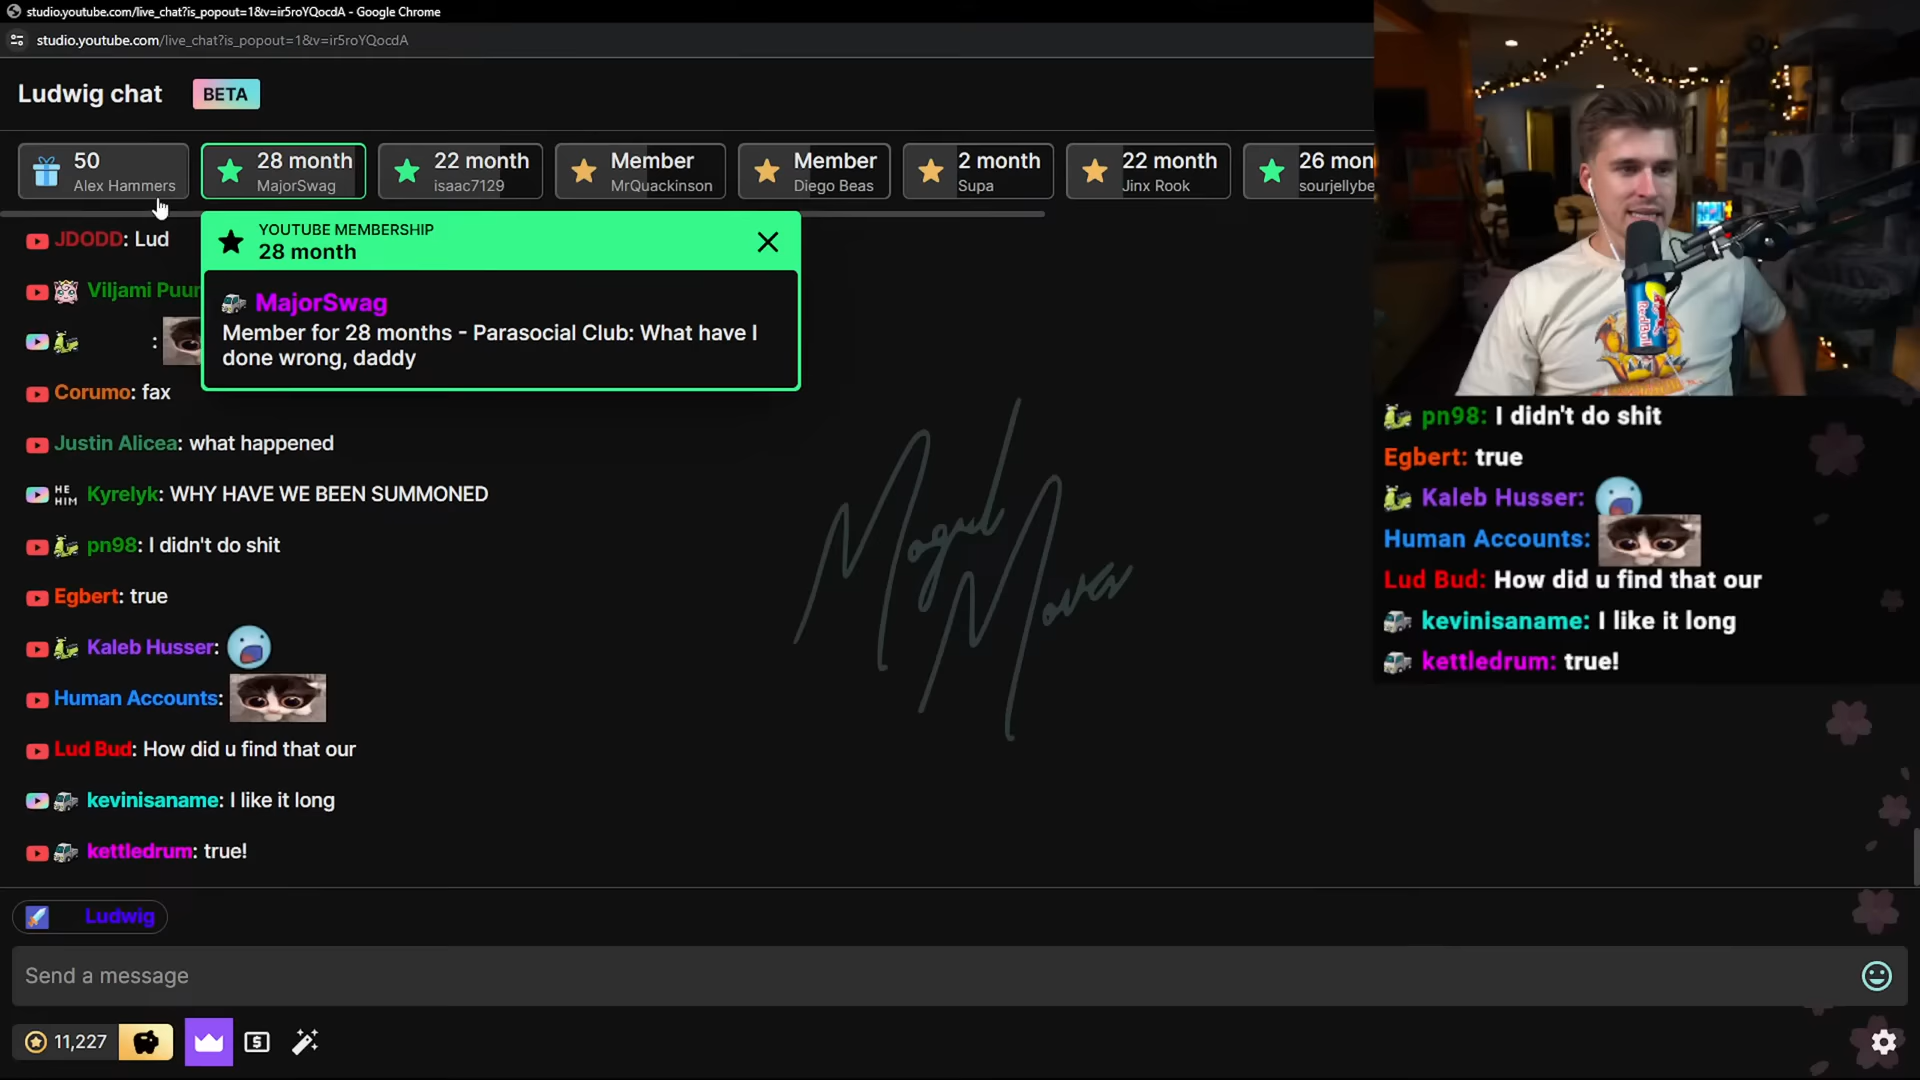 studio.youtube.com/live_chat?is_popout=1&v=ir5roYQocdA - Google Chrome
studio.youtube.com/live_chat?is_popout=1&v=ir5roYQocdA
Ludwig chat BETA
50
Alex Hammers
28 month
MajorSwag
22 month
isaac7129
Member
MrQuackinson
Member
Diego Beas
2 month
Supa
22 month
Jinx Rook
26 mon
sourjellybe
YOUTUBE MEMBERSHIP
28 month
MajorSwag
Member for 28 months - Parasocial Club: What have I
done wrong, daddy
JDODD: Lud
Viljami Puur
:
Corumo: fax
Justin Alicea: what happened
HE HIM Kyrelyk: WHY HAVE WE BEEN SUMMONED
pn98: I didn't do shit
Egbert: true
Kaleb Husser:
Human Accounts:
Lud Bud: How did u find that our
kevinisaname: I like it long
kettledrum: true!
Mogul
Moves
RedBull
pn98: I didn't do shit
Egbert: true
Kaleb Husser:
Human Accounts:
Lud Bud: How did u find that our
kevinisaname: I like it long
kettledrum: true!
Ludwig
Send a message
11,227